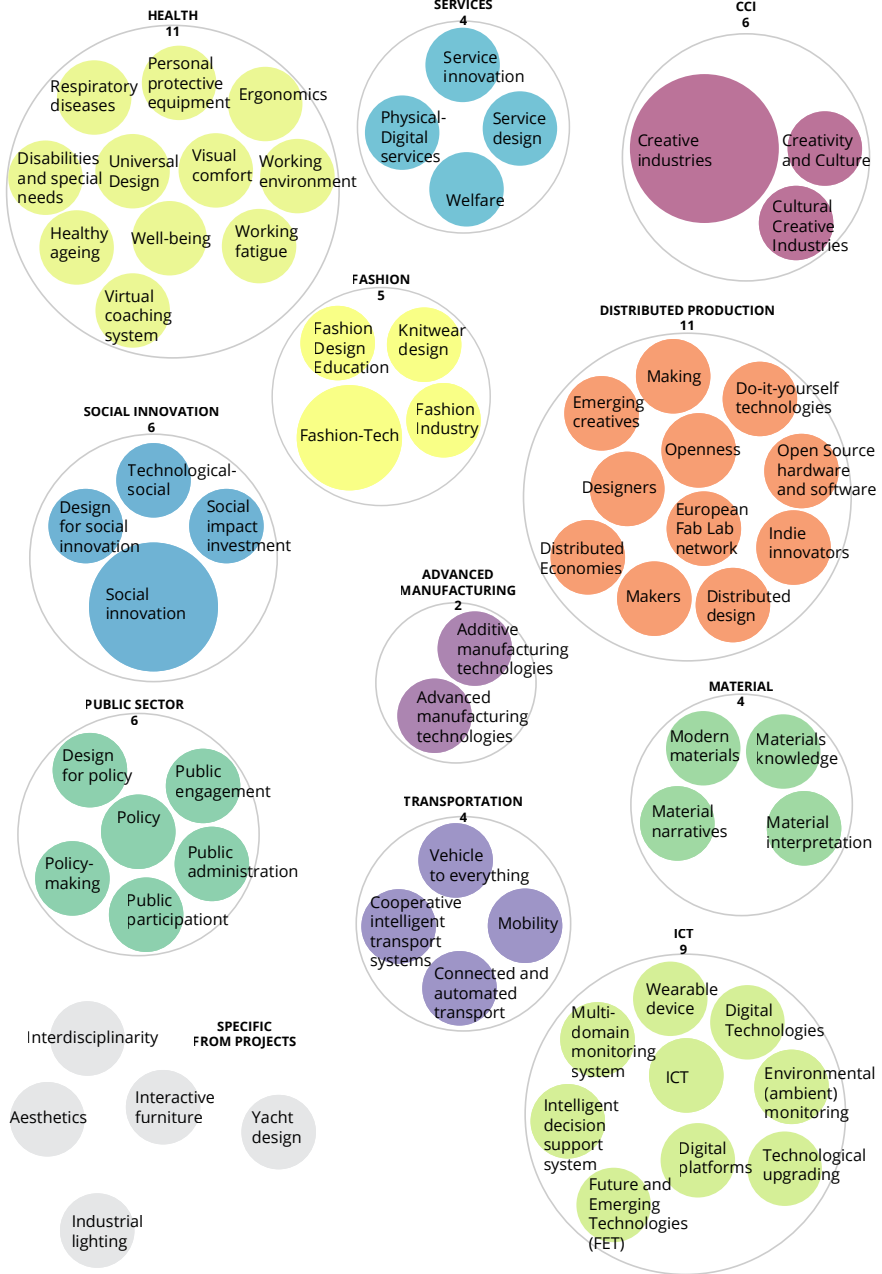 HEALTH
11
Respiratory
diseases
Personal
protective
equipment
Ergonomics
Disabilities
and special
needs
Universal
Design
Visual
comfort
Working
environment
Healthy
ageing
Well-being
Working
fatigue
Virtual
coaching
system
SERVICES
4
Service
innovation
Physical-
Digital
services
Service
design
Welfare
CCI
6
Creative
industries
Creativity
and Culture
Cultural
Creative
Industries
FASHION
5
Fashion
Design
Education
Knitwear
design
Fashion-Tech
Fashion
Industry
DISTRIBUTED PRODUCTION
11
Making
Do-it-yourself
technologies
Emerging
creatives
Openness
Open Source
hardware
and software
Designers
European
Fab Lab
network
Indie
innovators
Distributed
Economies
Makers
Distributed
design
SOCIAL INNOVATION
6
Technological-
social
Design
for social
innovation
Social
impact
investment
Social
innovation
ADVANCED
MANUFACTURING
2
Additive
manufacturing
technologies
Advanced
manufacturing
technologies
PUBLIC SECTOR
6
Design
for policy
Public
engagement
Policy
Policy-
making
Public
administration
Public
participationt
MATERIAL
4
Modern
materials
Materials
knowledge
Material
narratives
Material
interpretation
TRANSPORTATION
4
Vehicle
to everything
Cooperative
intelligent
transport
systems
Mobility
Connected and
automated
transport
ICT
9
Wearable
device
Multi-
domain
monitoring
system
Digital
Technologies
ICT
Environmental
(ambient)
monitoring
Intelligent
decision
support
system
Digital
platforms
Technological
upgrading
Future and
Emerging
Technologies
(FET)
SPECIFIC
FROM PROJECTS
Interdisciplinarity
Aesthetics
Interactive
furniture
Yacht
design
Industrial
lighting